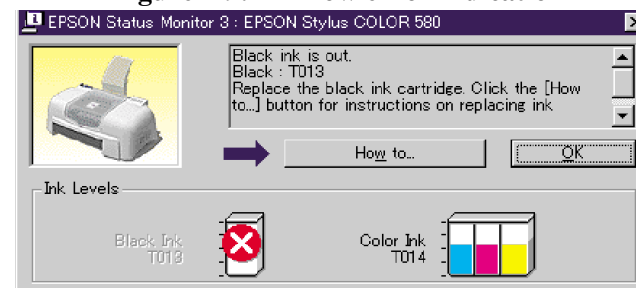 EPSON Status Monitor 3 : EPSON Stylus COLOR 580
Black ink is out.
Black : T013
Replace the black ink cartridge. Click the [How
to...] button for instructions on replacing ink
How to...
OK
Ink Levels
Black Ink
T013
Color Ink
T014